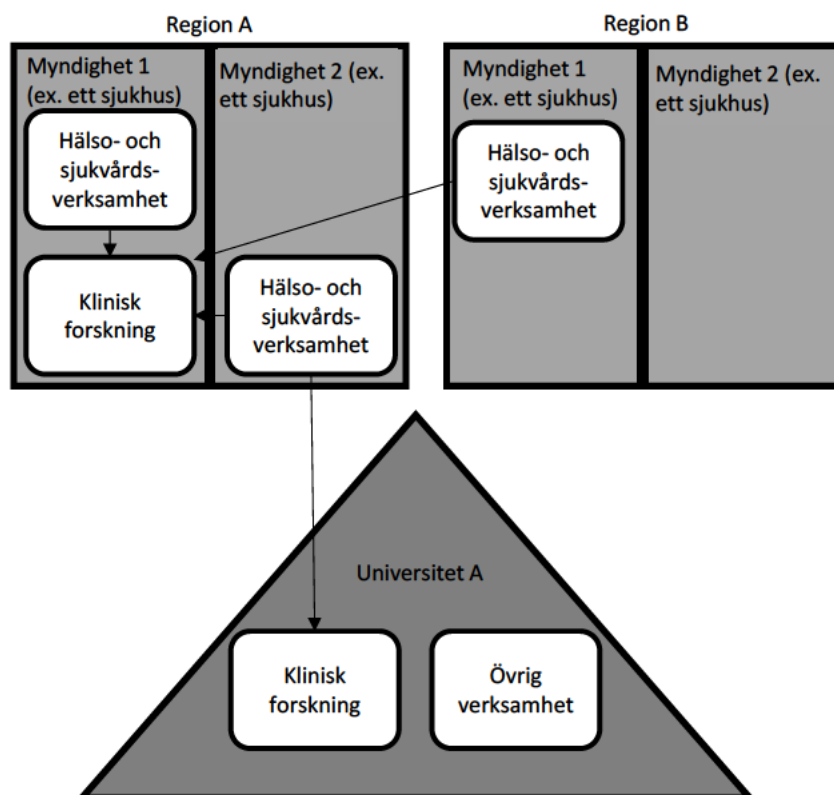 Region A
Myndighet 1
(ex. ett sjukhus)
Hälso- och
sjukvårds-
verksamhet
Klinisk
forskning
Myndighet 2 (ex.
ett sjukhus)
Hälso- och
sjukvårds-
verksamhet
Region B
Myndighet 1
(ex. ett sjukhus)
Hälso- och
sjukvårds-
verksamhet
Myndighet 2 (ex.
ett sjukhus)
Universitet A
Klinisk
forskning
Övrig
verksamhet